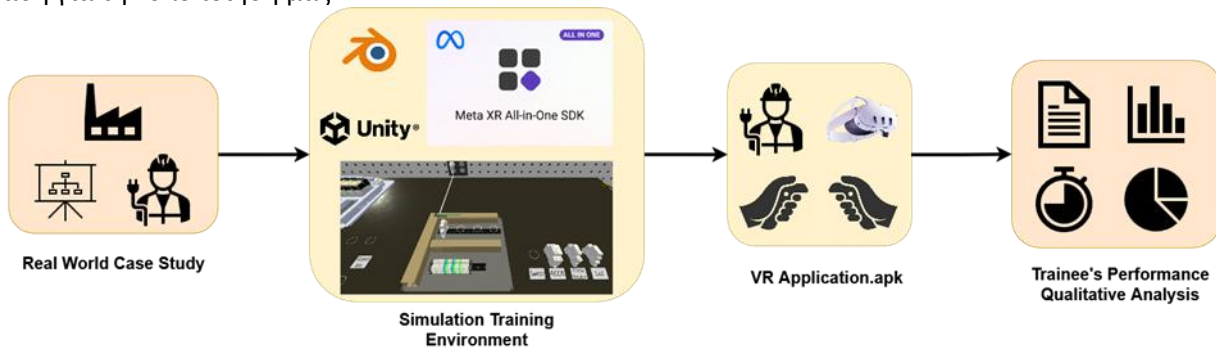 ALL IN ONE
Meta XR All-in-One SDK
Unity®
Real World Case Study
Simulation Training
Environment
VR Application.apk
Trainee's Performance
Qualitative Analysis